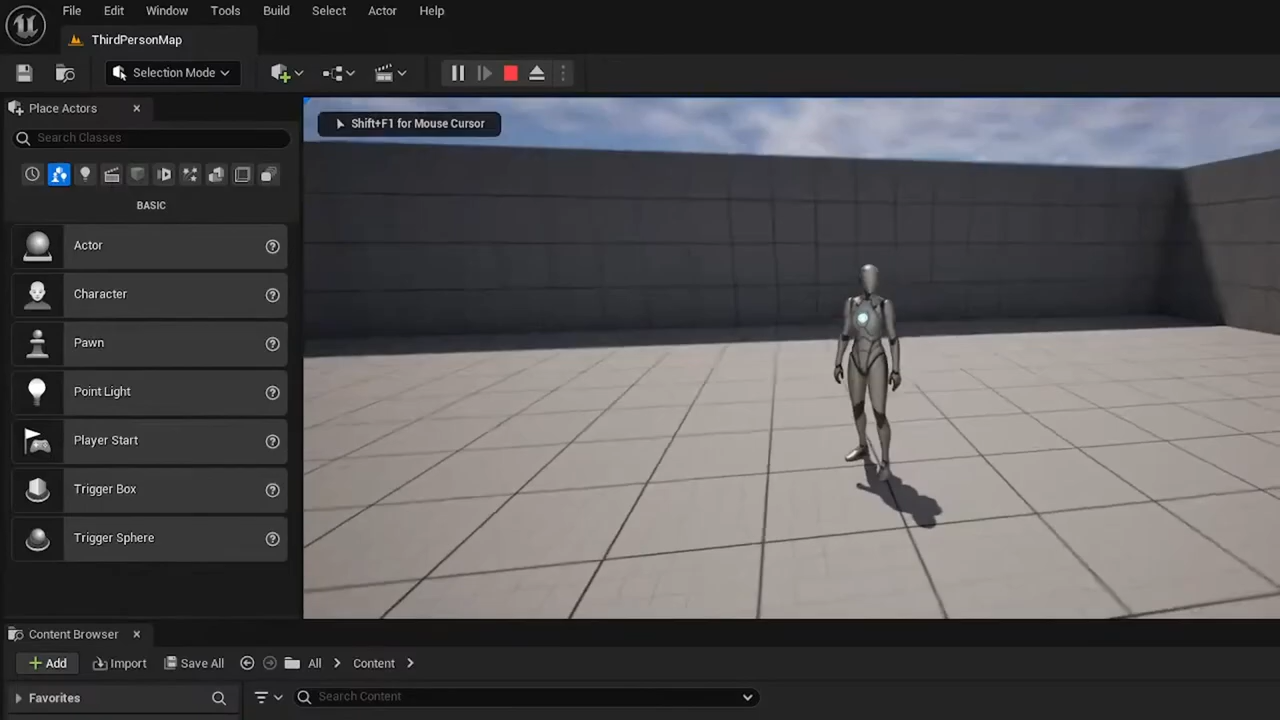 File Edit Window Tools Build Select Actor Help
ThirdPersonMap
Selection Mode
Place Actors
Shift+F1 for Mouse Cursor
Search Classes
BASIC
Actor
Character
Pawn
Point Light
Player Start
Trigger Box
Trigger Sphere
Content Browser
Add Import Save All All Content
Favorites Search Content